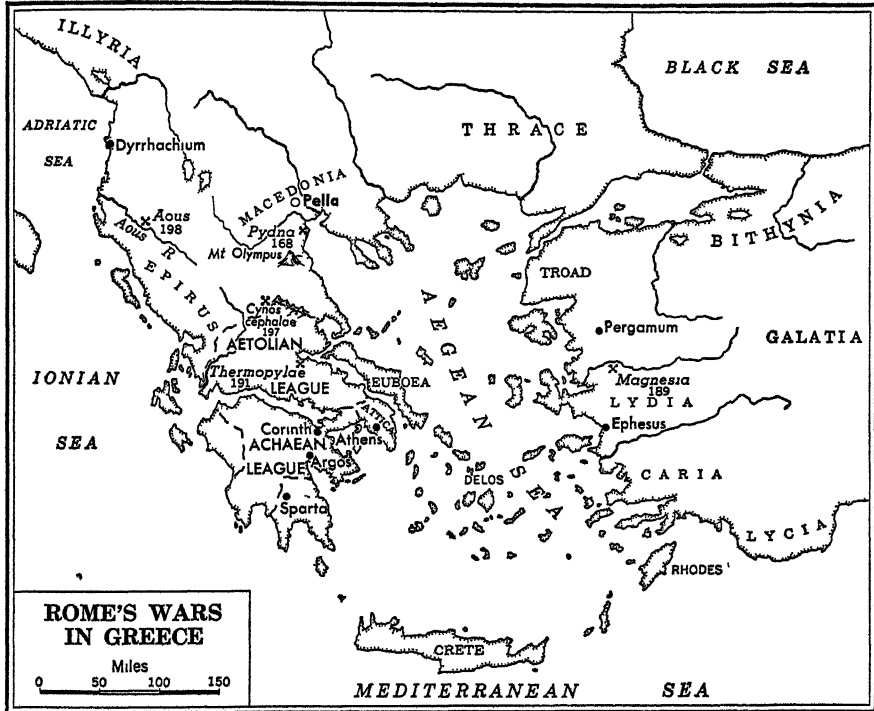 ILLYRIA
BLACK SEA
ADRIATIC
SEA
Dyrrhachium
THRACE
MACEDONIA
Pella
Aous
198
Aous R
Pydna
168
Mt Olympus
BITHYNIA
TROAD
EPIRUS
Cynos
cephalae
197
AEGEAN SEA
Pergamum
GALATIA
AETOLIAN
LEAGUE
Thermopylae
191
EUBOEA
Magnesia
189
LYDIA
IONIAN
SEA
ATTICA
Corinth
Athens
ACHAEAN
LEAGUE
Argos
Ephesus
DELOS
CARIA
Sparta
LYCIA
RHODES
ROME'S WARS
IN GREECE
Miles
0 50 100 150
CRETE
MEDITERRANEAN SEA